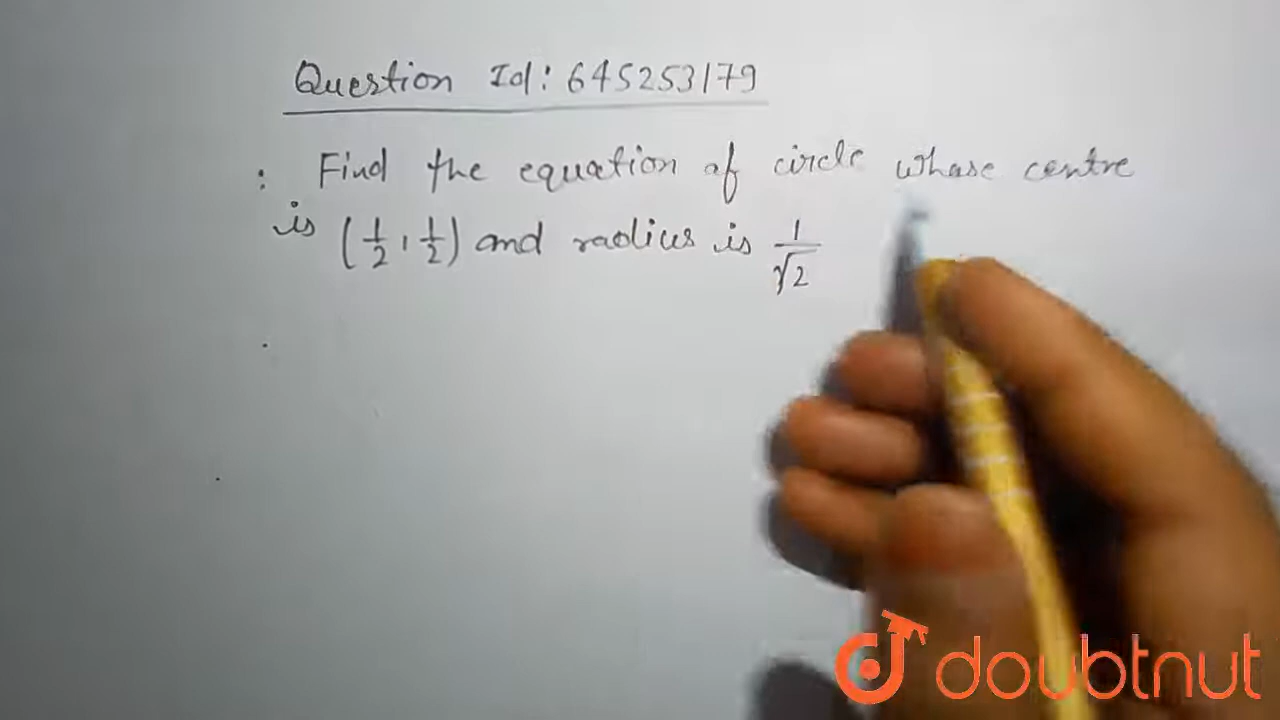 Question Id: 645253179
: Find the equation of circle whose centre
is (1/2, 1/2) and radius is 1/√2
doubtnut